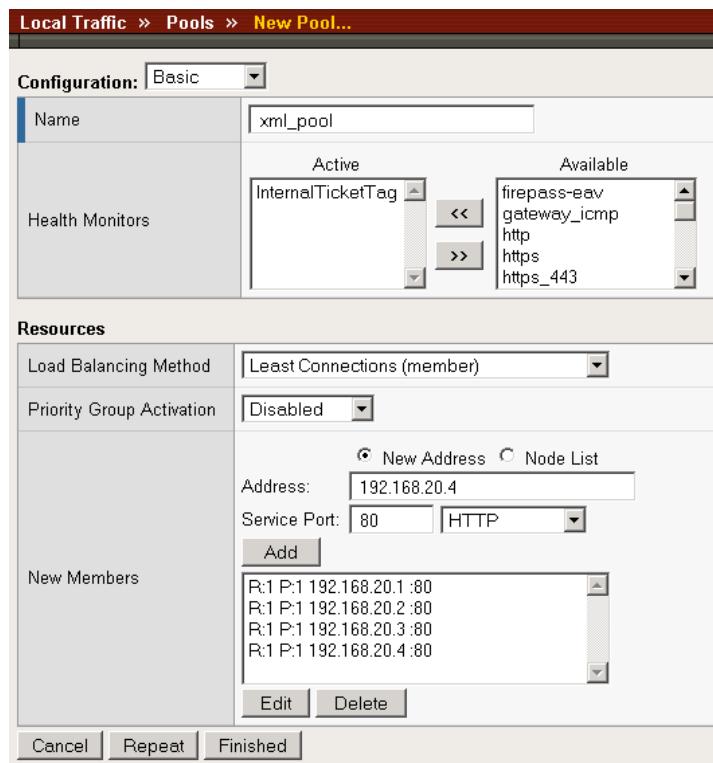 Local Traffic » Pools » New Pool...
Configuration: Basic
Name xml_pool
Health Monitors
Active
InternalTicketTag
<<
>>
Available
firepass-eav
gateway_icmp
http
https
https_443
Resources
Load Balancing Method Least Connections (member)
Priority Group Activation Disabled
New Members
New Address Node List
Address: 192.168.20.4
Service Port: 80 HTTP
Add
R:1 P:1 192.168.20.1 :80
R:1 P:1 192.168.20.2 :80
R:1 P:1 192.168.20.3 :80
R:1 P:1 192.168.20.4 :80
Edit Delete
Cancel Repeat Finished